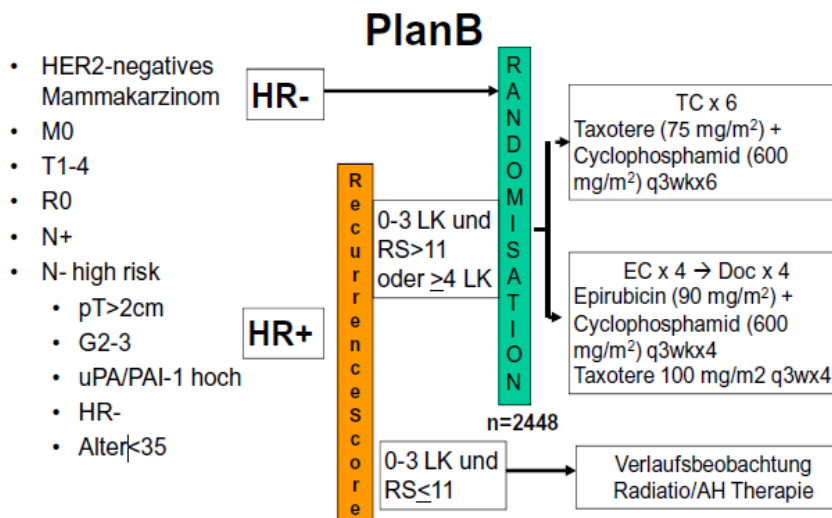 PlanB
HER2-negatives
Mammakarzinom
M0
T1-4
R0
N+
N- high risk
pT>2cm
G2-3
uPA/PAI-1 hoch
HR-
Alter<35
HR-
HR+
RecurrenceScore
0-3 LK und
RS>11
oder ≥4 LK
RANDOMISATION
n=2448
TC x 6
Taxotere (75 mg/m²) +
Cyclophosphamid (600
mg/m²) q3wkx6
EC x 4 → Doc x 4
Epirubicin (90 mg/m²) +
Cyclophosphamid (600
mg/m²) q3wkx4
Taxotere 100 mg/m2 q3wx4
0-3 LK und
RS≤11
Verlaufsbeobachtung
Radiatio/AH Therapie